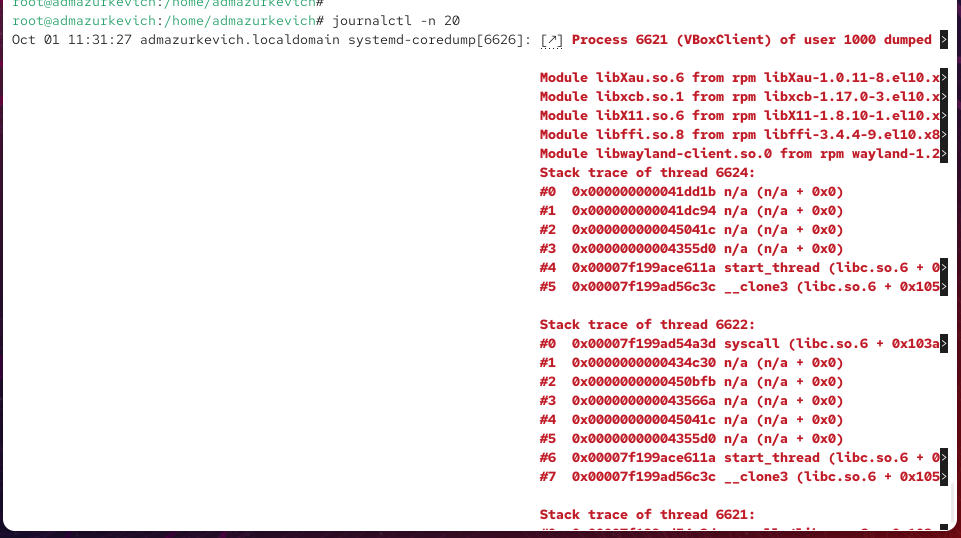 root@admazurkevich:/home/admazurkevich#
root@admazurkevich:/home/admazurkevich# journalctl -n 20
Oct 01 11:31:27 admazurkevich.localdomain systemd-coredump[6626]: [↗] Process 6621 (VBoxClient) of user 1000 dumped >
Module libXau.so.6 from rpm libXau-1.0.11-8.el10.x>
Module libxcb.so.1 from rpm libxcb-1.17.0-3.el10.x>
Module libX11.so.6 from rpm libX11-1.8.10-1.el10.x>
Module libffi.so.8 from rpm libffi-3.4.4-9.el10.x8>
Module libwayland-client.so.0 from rpm wayland-1.2>
Stack trace of thread 6624:
#0  0x000000000041dd1b n/a (n/a + 0x0)
#1  0x000000000041dc94 n/a (n/a + 0x0)
#2  0x000000000045041c n/a (n/a + 0x0)
#3  0x00000000004355d0 n/a (n/a + 0x0)
#4  0x00007f199ace611a start_thread (libc.so.6 + 0>
#5  0x00007f199ad56c3c __clone3 (libc.so.6 + 0x105>
Stack trace of thread 6622:
#0  0x00007f199ad54a3d syscall (libc.so.6 + 0x103a>
#1  0x0000000000434c30 n/a (n/a + 0x0)
#2  0x0000000000450bfb n/a (n/a + 0x0)
#3  0x000000000043566a n/a (n/a + 0x0)
#4  0x000000000045041c n/a (n/a + 0x0)
#5  0x00000000004355d0 n/a (n/a + 0x0)
#6  0x00007f199ace611a start_thread (libc.so.6 + 0>
#7  0x00007f199ad56c3c __clone3 (libc.so.6 + 0x105>
Stack trace of thread 6621: